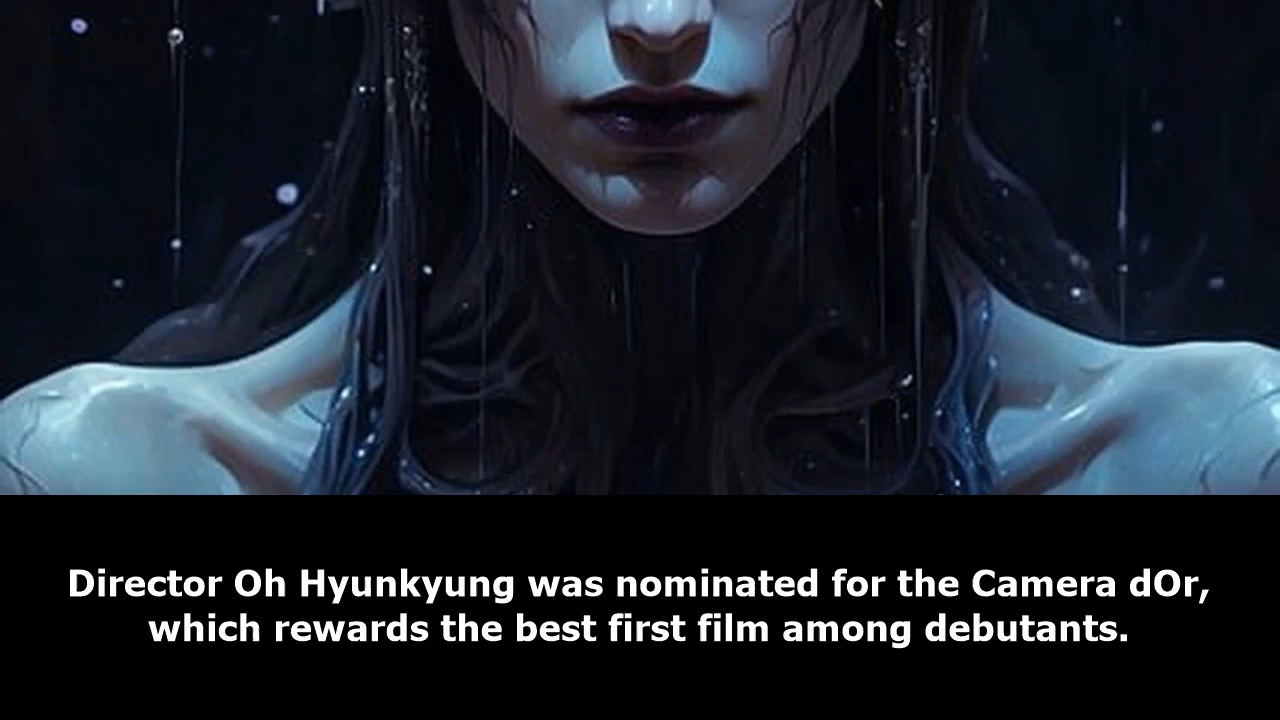 Director Oh Hyunkyung was nominated for the Camera dOr,
which rewards the best first film among debutants.